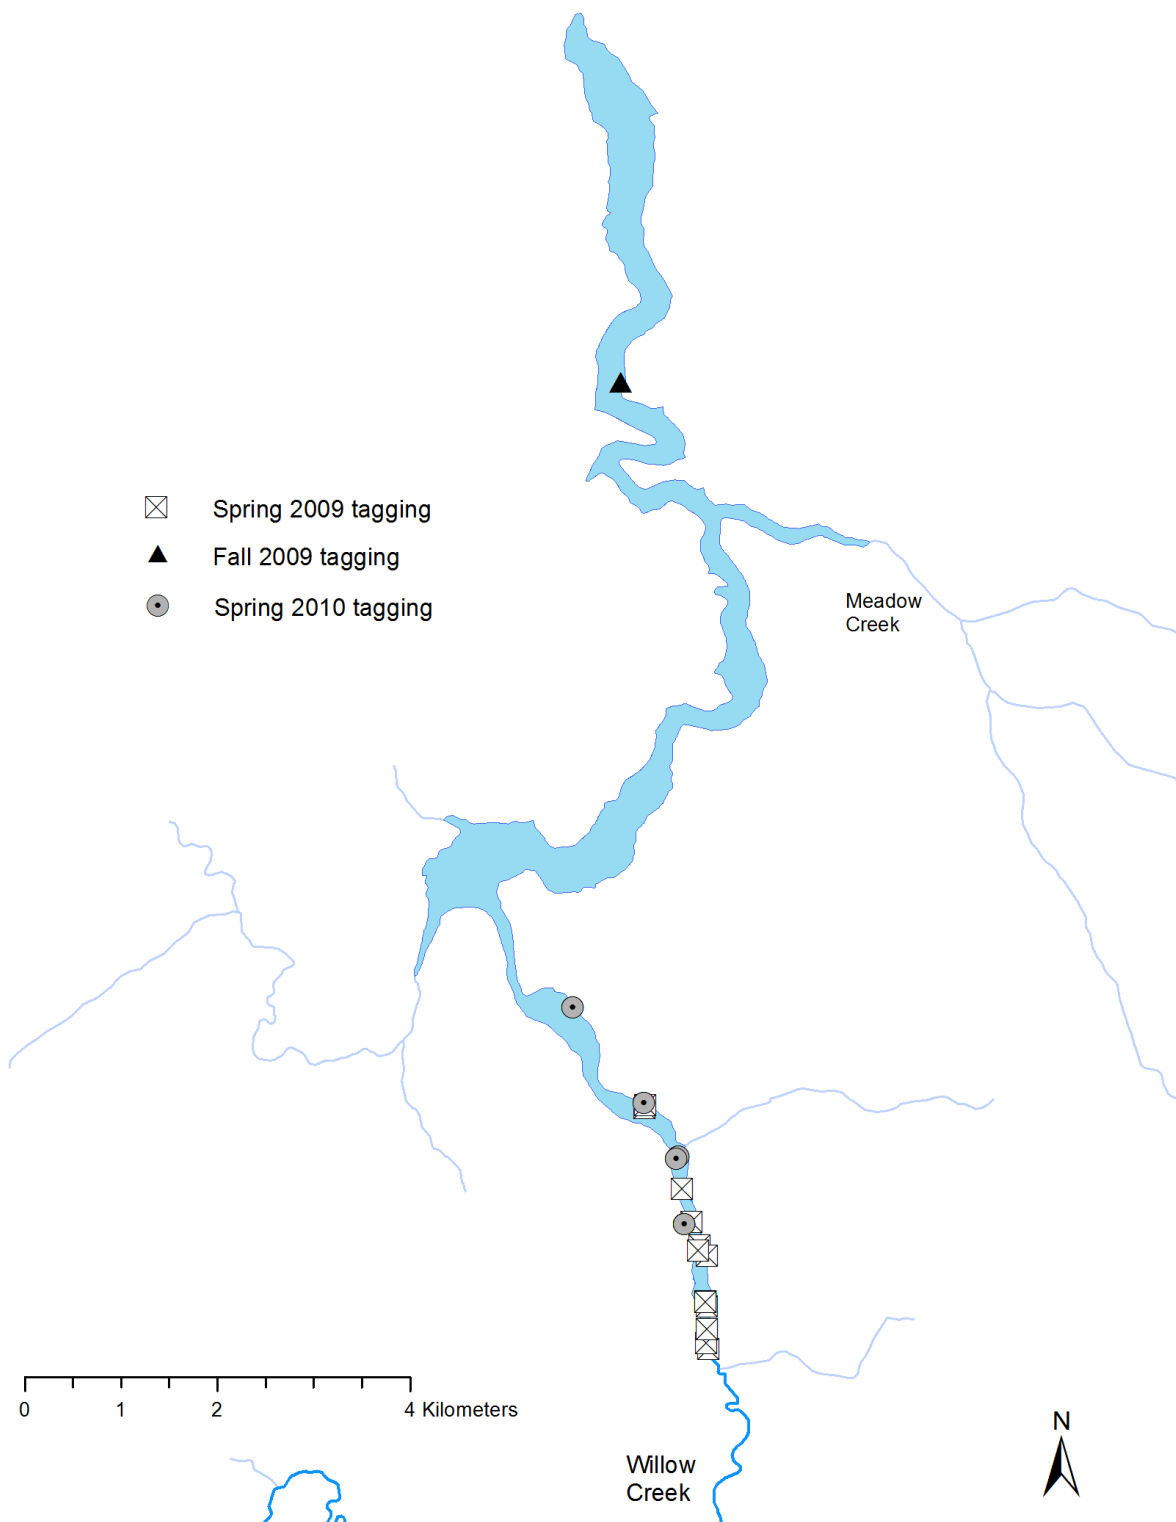 Spring 2009 tagging
Fall 2009 tagging
Spring 2010 tagging
Meadow
Creek
0 1 2 4 Kilometers
Willow
Creek
N